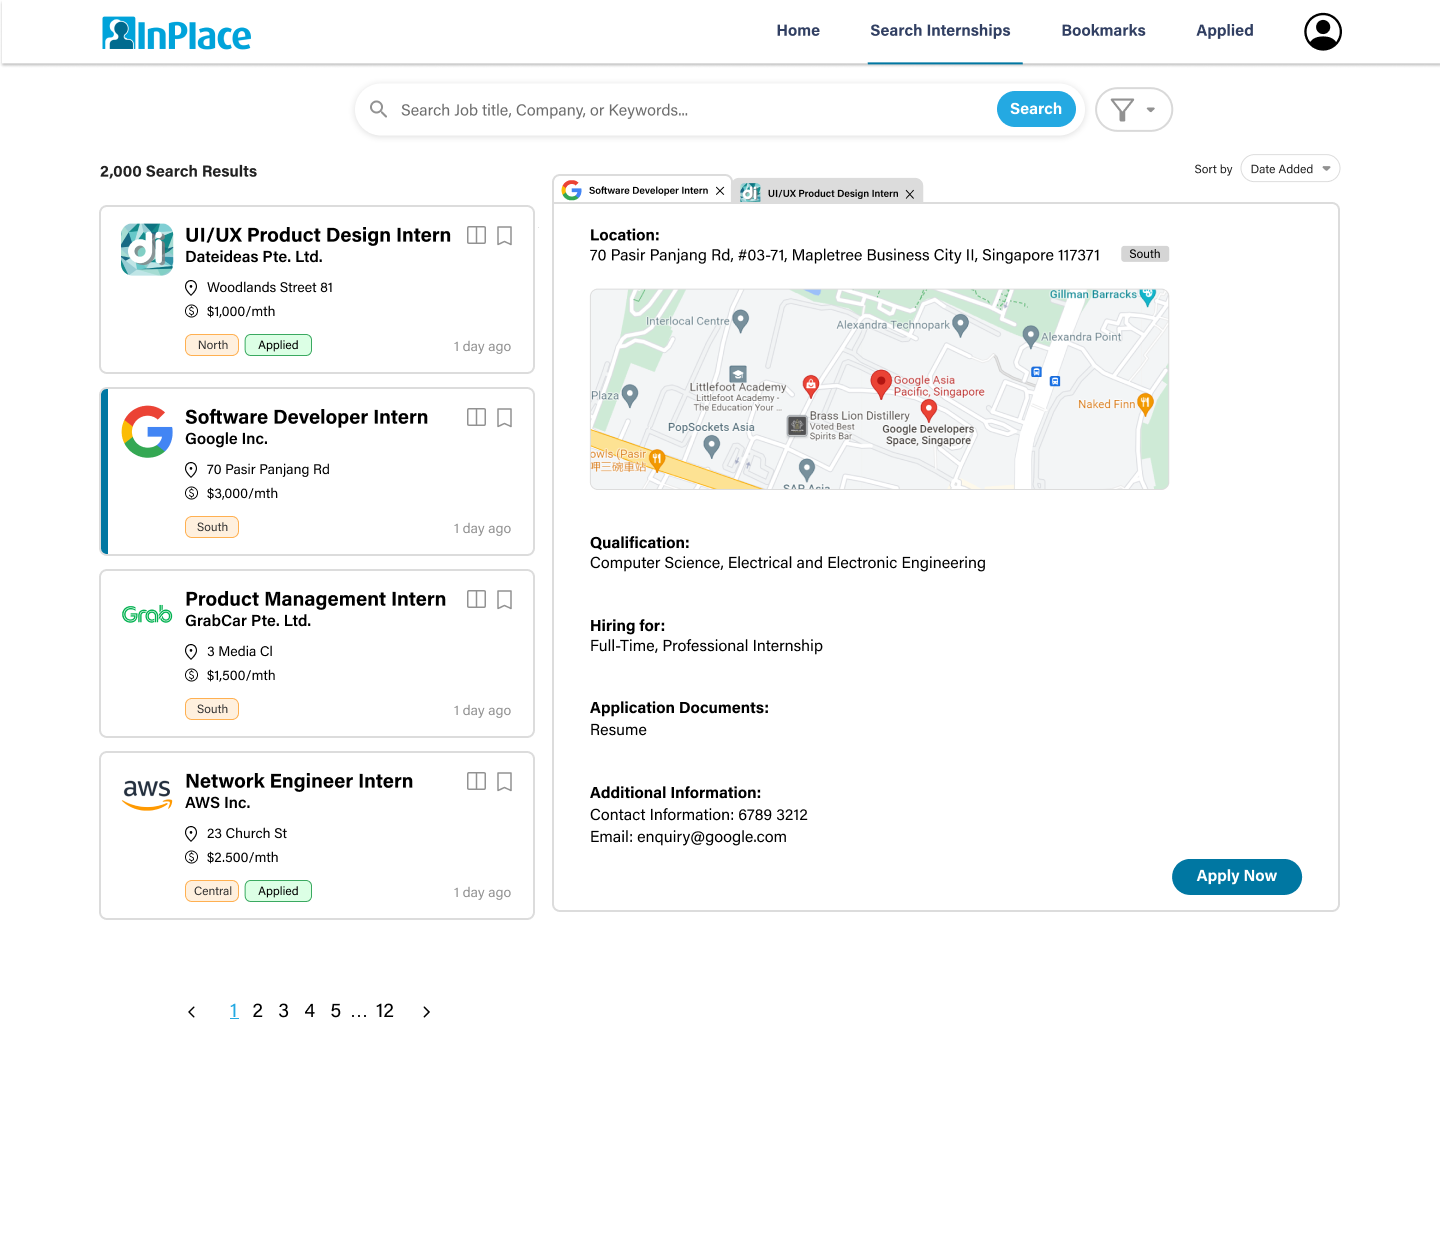 InPlace
Home
Search Internships
Bookmarks
Applied
Search Job title, Company, or Keywords...
Search
2,000 Search Results
Sort by
Date Added
di
UI/UX Product Design Intern
Dateideas Pte. Ltd.
Woodlands Street 81
$1,000/mth
North
Applied
1 day ago
Software Developer Intern
Google Inc.
70 Pasir Panjang Rd
$3,000/mth
South
1 day ago
Grab
Product Management Intern
GrabCar Pte. Ltd.
3 Media Cl
$1,500/mth
South
1 day ago
aws
Network Engineer Intern
AWS Inc.
23 Church St
$2.500/mth
Central
Applied
1 day ago
1 2 3 4 5 ... 12
Software Developer Intern
di
UI/UX Product Design Intern
Location:
70 Pasir Panjang Rd, #03-71, Mapletree Business City II, Singapore 117371
South
Gillman Barracks
Interlocal Centre
Alexandra Technopark
Alexandra Point
Plaza
Littlefoot Academy
Littlefoot Academy -
The Education Your ...
Google Asia
Pacific, Singapore
Naked Finn
Brass Lion Distillery
Voted Best
Spirits Bar
PopSockets Asia
Google Developers
Space, Singapore
owls (Pasir
呷三碗車站
SAP Asia
Qualification:
Computer Science, Electrical and Electronic Engineering
Hiring for:
Full-Time, Professional Internship
Application Documents:
Resume
Additional Information:
Contact Information: 6789 3212
Email: enquiry@google.com
Apply Now